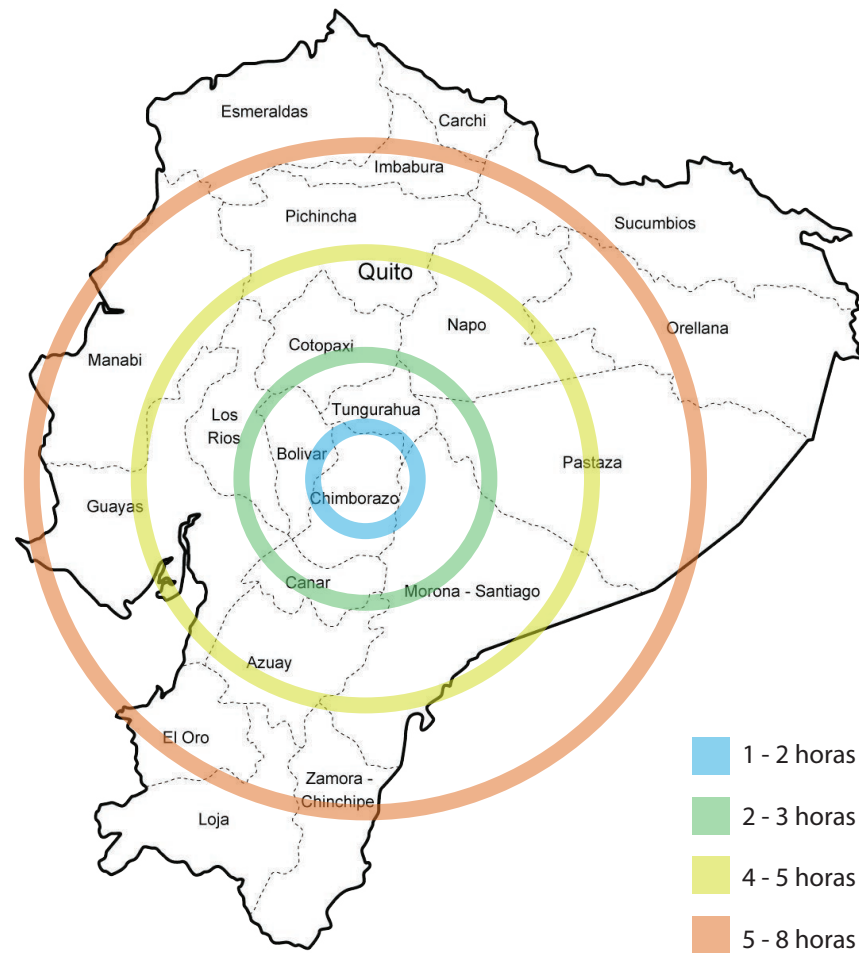 Esmeraldas
Carchi
Imbabura
Pichincha
Sucumbios
Quito
Napo
Orellana
Manabi
Cotopaxi
Los
Rios
Tungurahua
Bolivar
Pastaza
Chimborazo
Guayas
Canar
Morona - Santiago
Azuay
El Oro
Zamora -
Chinchipe
Loja
1 - 2 horas
2 - 3 horas
4 - 5 horas
5 - 8 horas